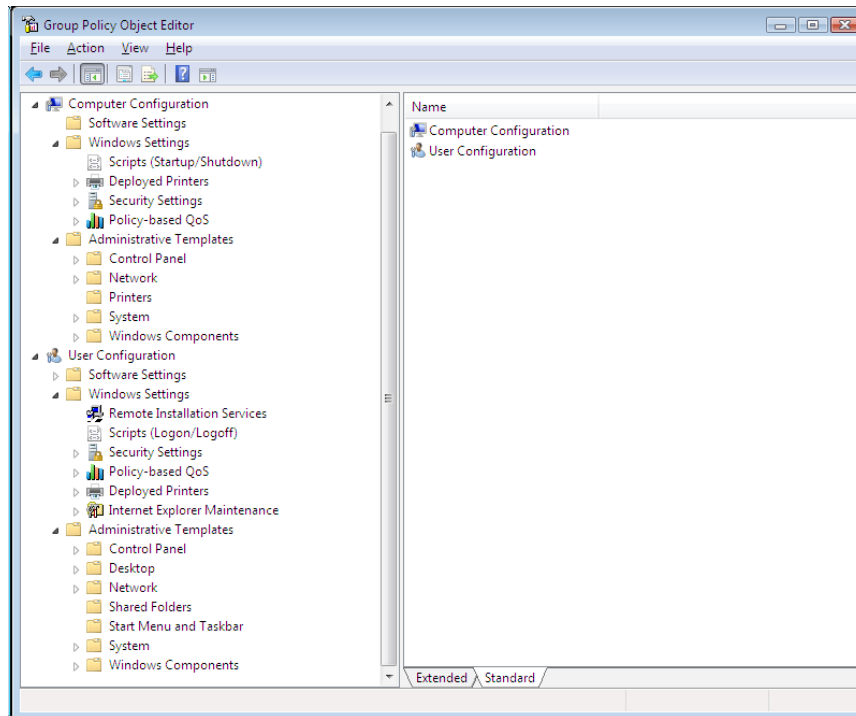 Group Policy Object Editor
File Action View Help
Computer Configuration
Software Settings
Windows Settings
Scripts (Startup/Shutdown)
Deployed Printers
Security Settings
Policy-based QoS
Administrative Templates
Control Panel
Network
Printers
System
Windows Components
User Configuration
Software Settings
Windows Settings
Remote Installation Services
Scripts (Logon/Logoff)
Security Settings
Policy-based QoS
Deployed Printers
Internet Explorer Maintenance
Administrative Templates
Control Panel
Desktop
Network
Shared Folders
Start Menu and Taskbar
System
Windows Components
Name
Computer Configuration
User Configuration
Extended Standard